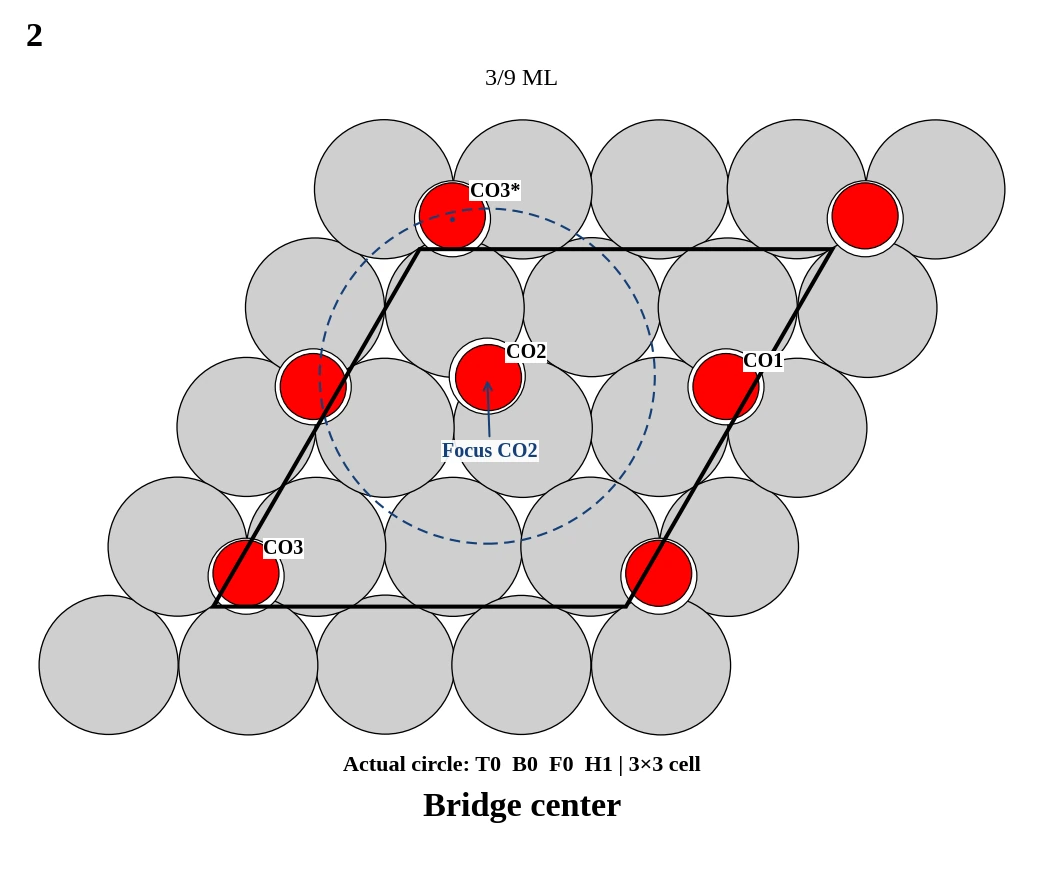 2
3/9 ML
CO3*
CO2
CO1
Focus CO2
CO3
Actual circle: T0  B0  F0  H1 | 3×3 cell
Bridge center